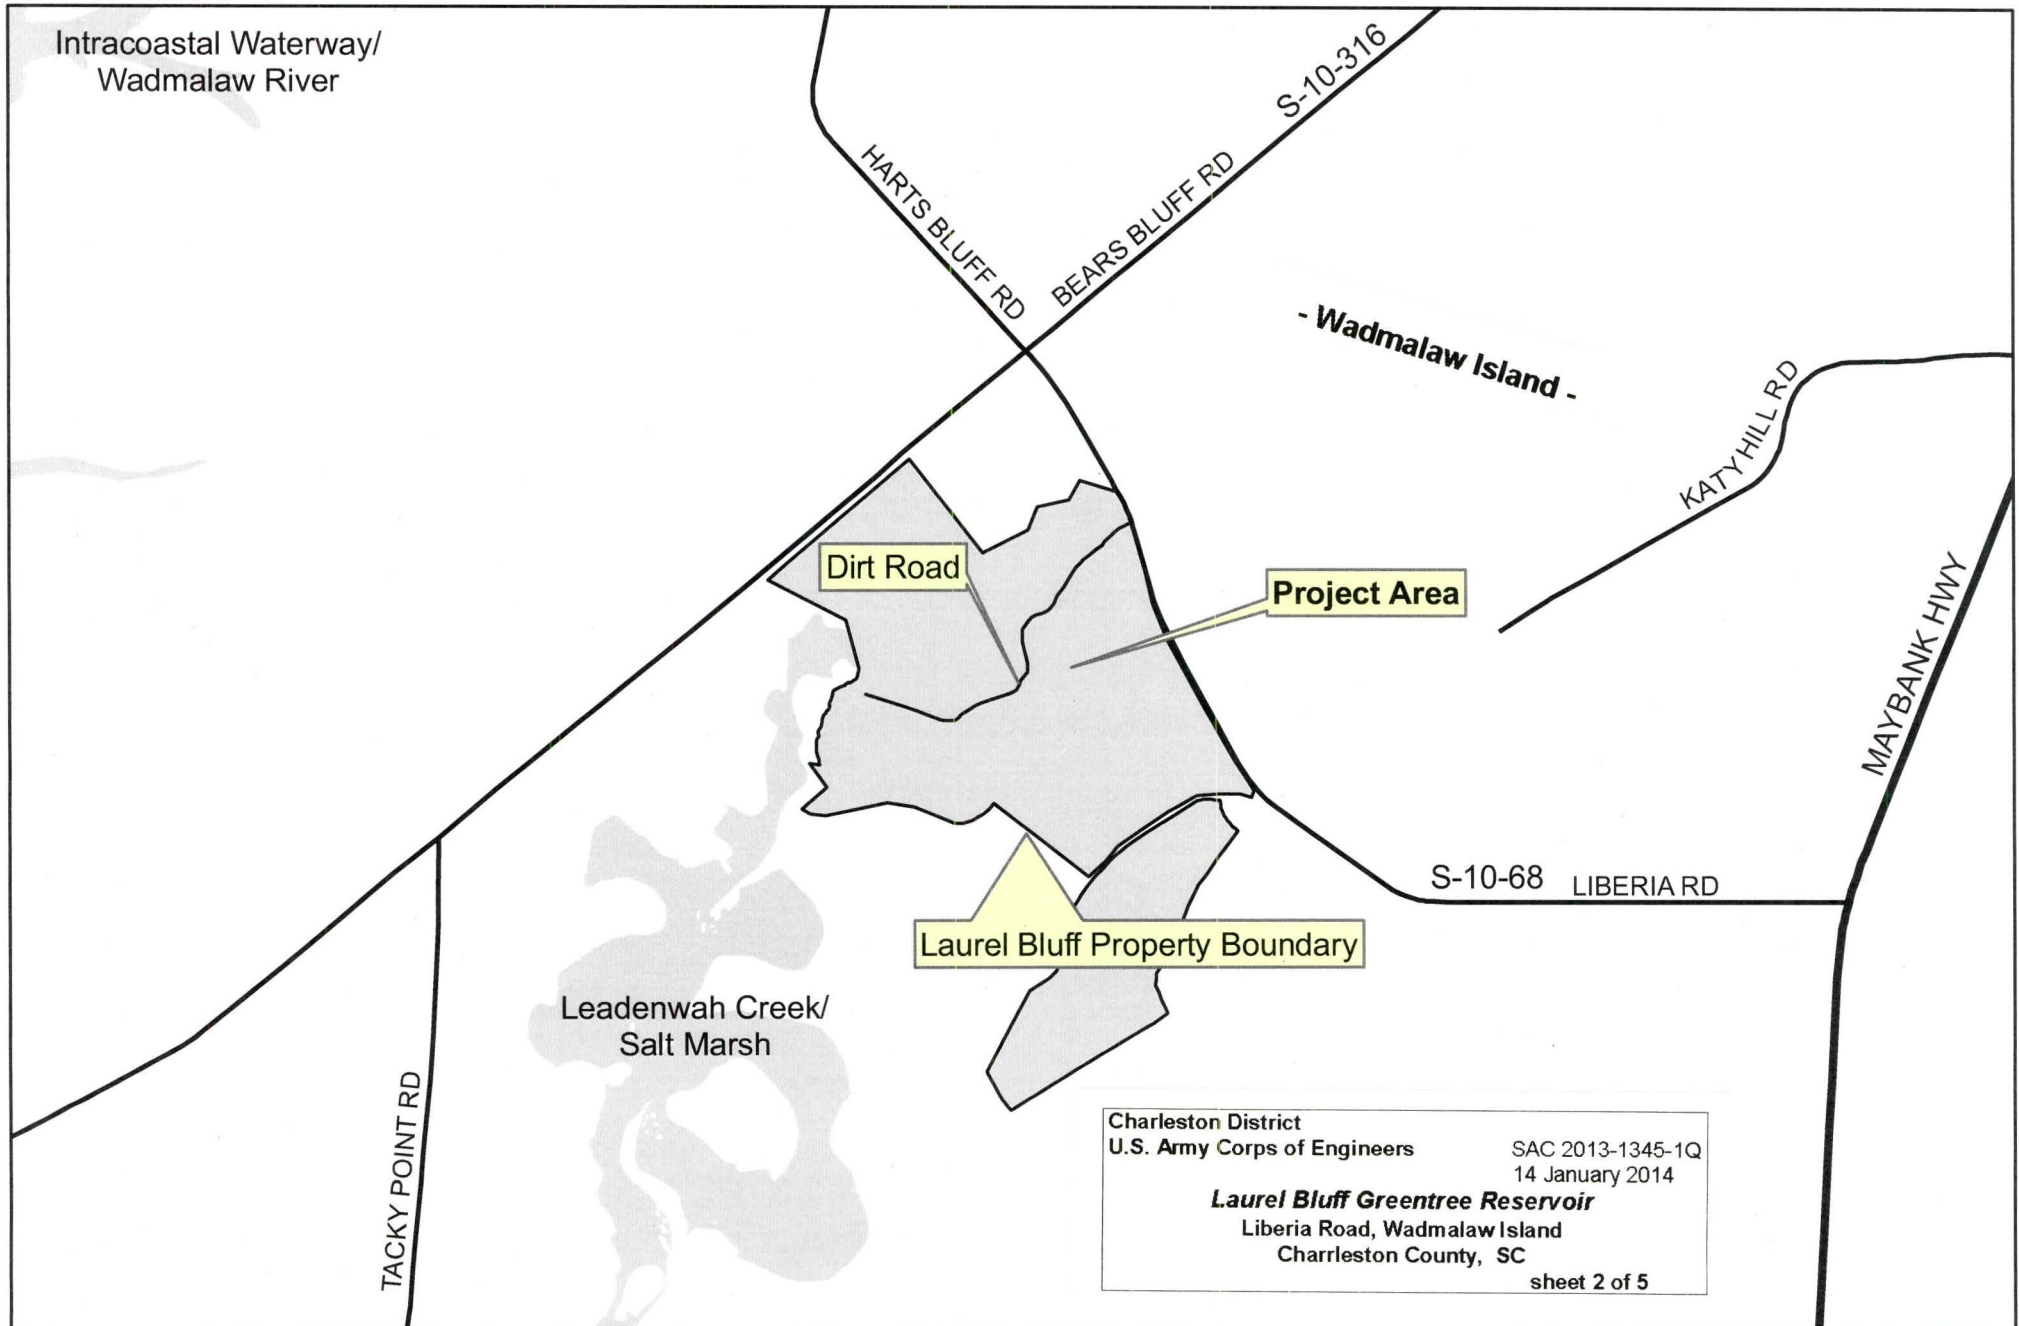 Intracoastal Waterway/
Wadmalaw River
S-10-316
HARTS BLUFF RD
BEARS BLUFF RD
- Wadmalaw Island -
KATY HILL RD
Dirt Road
Project Area
MAYBANK HWY
S-10-68 LIBERIA RD
Laurel Bluff Property Boundary
Leadenwah Creek/
Salt Marsh
TACKY POINT RD
Charleston District
U.S. Army Corps of Engineers SAC 2013-1345-1Q
14 January 2014
Laurel Bluff Greentree Reservoir
Liberia Road, Wadmalaw Island
Charrleston County, SC
sheet 2 of 5